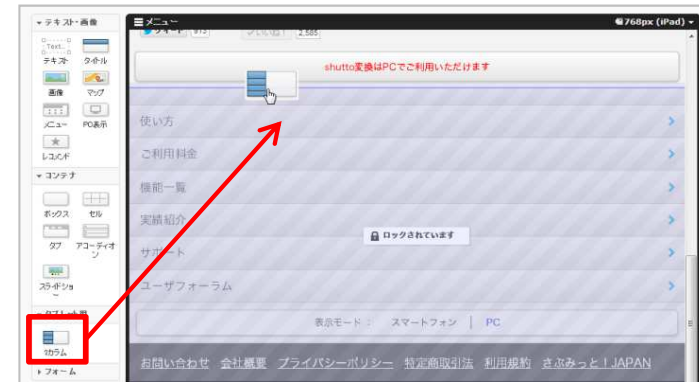 テキスト・画像
Text..
テキスト
タイトル
画像
マップ
メニュー
PC表示
レコメンド
コンテナ
ボックス
セル
タブ
アコーディオン
スライドショー
カラム
フォーム
メニュー
768px (iPad)
ツイート
973
いいね!
2,585
shutto変換はPCでご利用いただけます
使い方
ご利用料金
機能一覧
実績紹介
ロックされています
サポート
ユーザフォーラム
表示モード: スマートフォン | PC
お問い合わせ 会社概要 プライバシーポリシー 特定商取引法 利用規約 さぶみっと!JAPAN